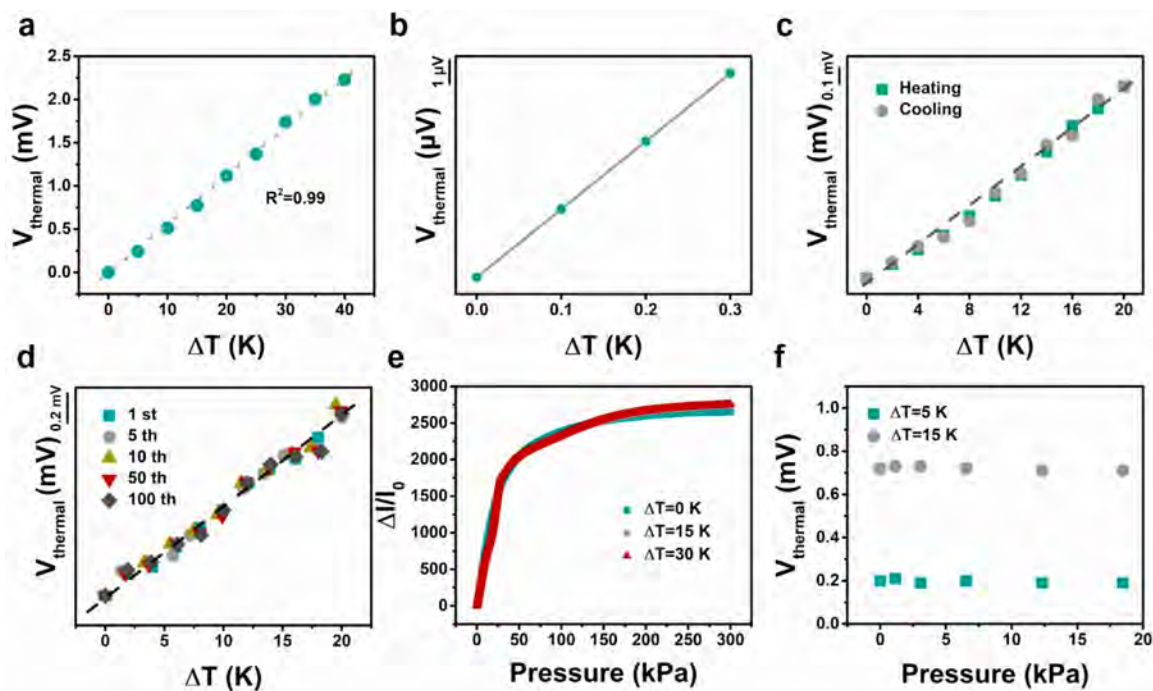 a
2.5
2.0
1.5
1.0
0.5
0.0
V_thermal (mV)
R²=0.99
0 10 20 30 40
ΔT (K)
b
V_thermal (μV) 1 μV
0.0 0.1 0.2 0.3
ΔT (K)
c
V_thermal (mV) 0.1 mV
Heating
Cooling
0 4 8 12 16 20
ΔT (K)
d
V_thermal (mV) 0.2 mV
1 st
5 th
10 th
50 th
100 th
0 5 10 15 20
ΔT (K)
e
3000
2750
2500
2250
2000
1750
1500
1250
1000
750
500
250
0
ΔI/I₀
ΔT=0 K
ΔT=15 K
ΔT=30 K
0 50 100 150 200 250 300
Pressure (kPa)
f
1.0
0.8
0.6
0.4
0.2
0.0
V_thermal (mV)
ΔT=5 K
ΔT=15 K
0 5 10 15 20
Pressure (kPa)